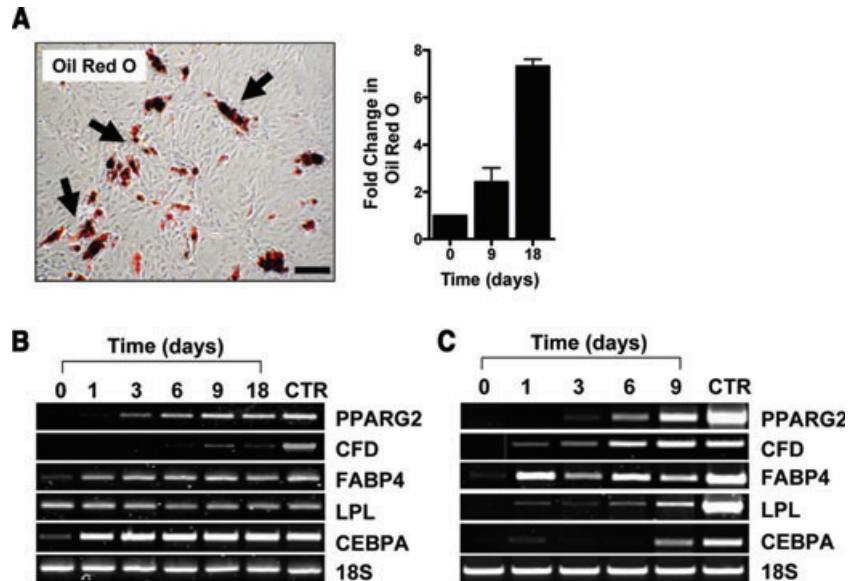 A
Oil Red O
Fold Change in
Oil Red O
8
6
4
2
0
0 9 18
Time (days)
B
Time (days)
0 1 3 6 9 18 CTR
PPARG2
CFD
FABP4
LPL
CEBPA
18S
C
Time (days)
0 1 3 6 9 CTR
PPARG2
CFD
FABP4
LPL
CEBPA
18S